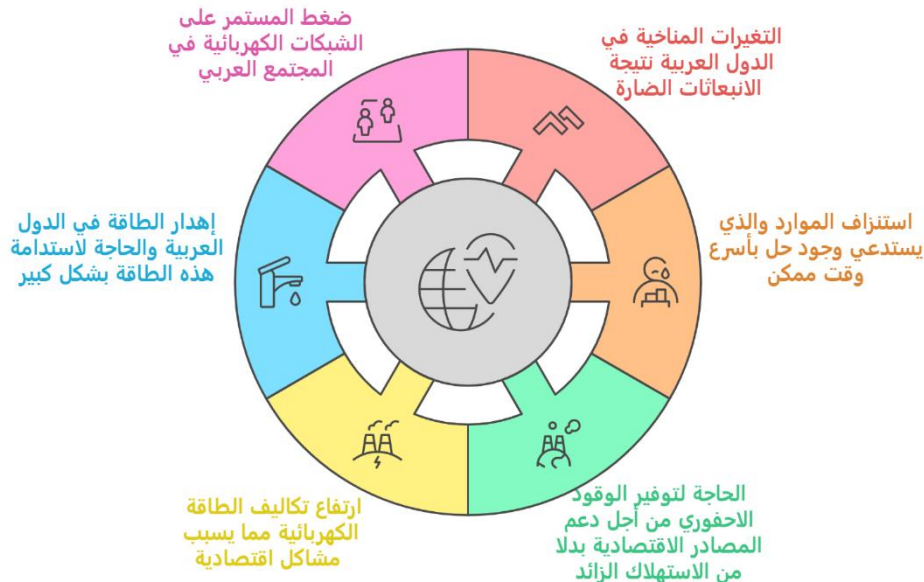 ضغط المستمر على
الشبكات الكهربائية في
المجتمع العربي
التغيرات المناخية في
الدول العربية نتيجة
الانبعاثات الضارة
إهدار الطاقة في الدول
العربية والحاجة لاستدامة
هذه الطاقة بشكل كبير
استنزاف الموارد والذي
يستدعي وجود حل بأسرع
وقت ممكن
ارتفاع تكاليف الطاقة
الكهربائية مما يسبب
مشاكل اقتصادية
الحاجة لتوفير الوقود
الاحفوري من أجل دعم
المصادر الاقتصادية بدلا
من الاستهلاك الزائد